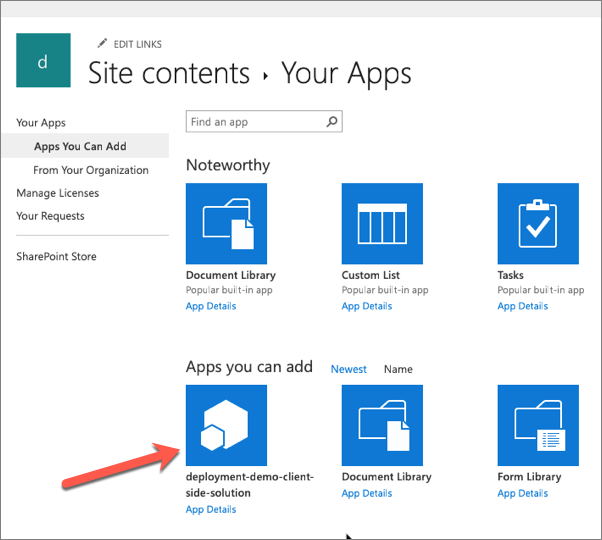 d
EDIT LINKS
Site contents › Your Apps
Your Apps
Apps You Can Add
From Your Organization
Manage Licenses
Your Requests
SharePoint Store
Find an app
Noteworthy
Document Library
Popular built-in app
App Details
Custom List
Popular built-in app
App Details
Tasks
Popular built-in app
App Details
Apps you can add
Newest
Name
deployment-demo-client-
side-solution
App Details
Document Library
App Details
Form Library
App Details